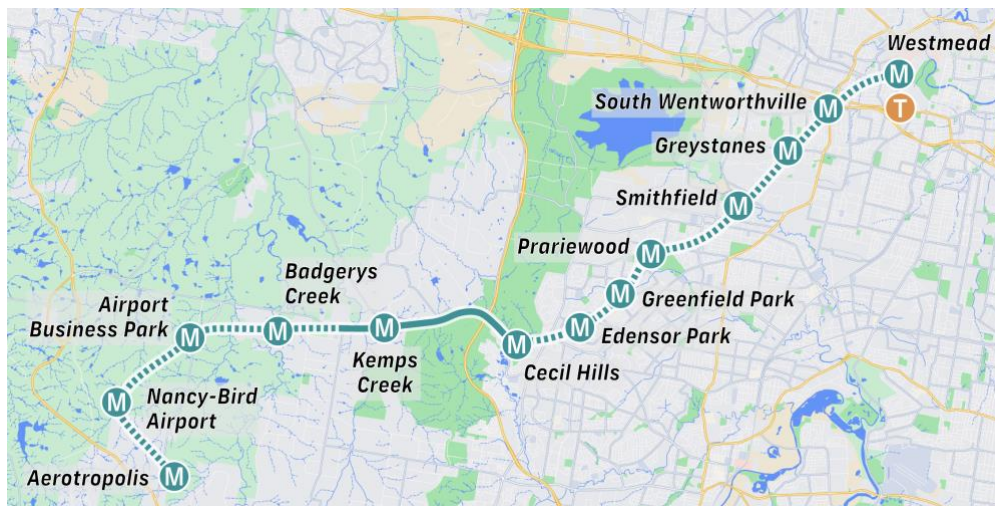 Westmead
M
T
South Wentworthville
M
Greystanes
M
Smithfield
M
Prariewood
M
Badgerys
Creek
M
Airport
Business Park
M
M
Greenfield Park
M
Edensor Park
M
Kemps
Creek
M
Cecil Hills
M
Nancy-Bird
Airport
M
Aerotropolis
M